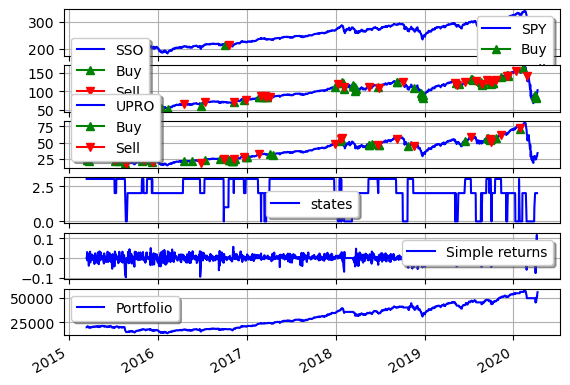 300
200
SPY
Buy
150
100
50
SSO
Buy
Sell
75
50
25
UPRO
Buy
Sell
2.5
0.0
states
0.1
0.0
−0.1
Simple returns
50000
25000
Portfolio
2015 2016 2017 2018 2019 2020